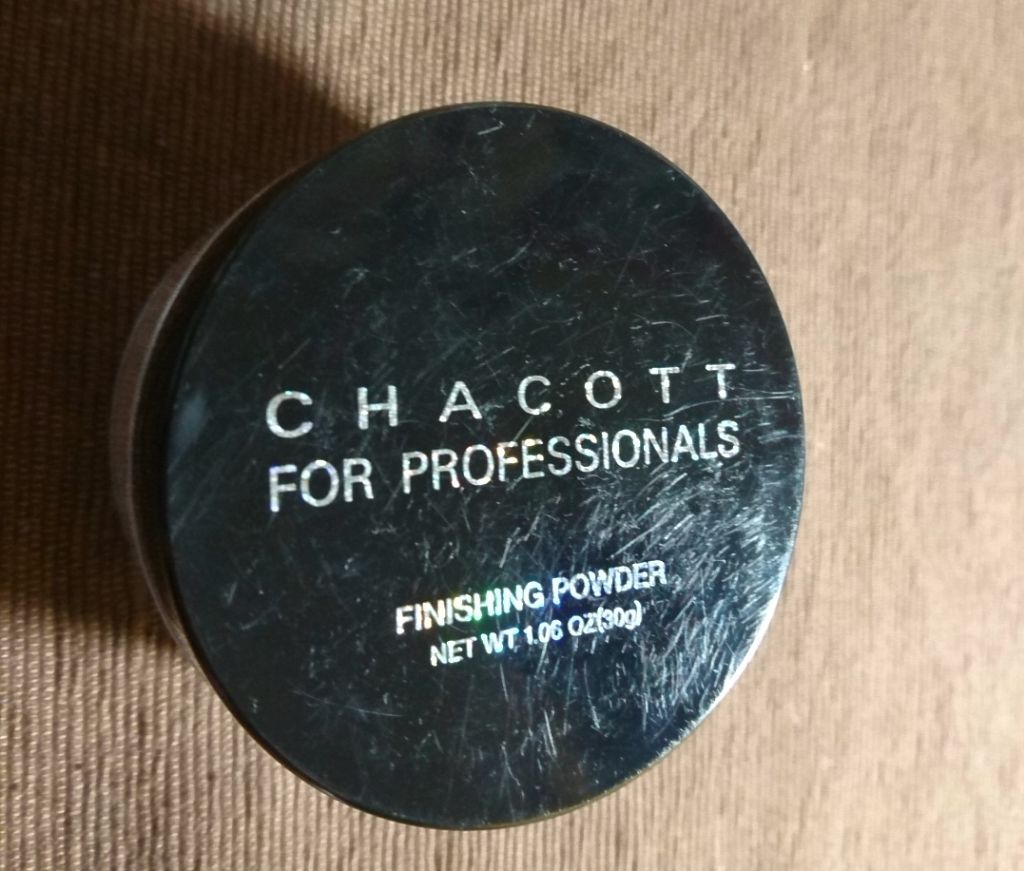 CHACOTT
FOR PROFESSIONALS
FINISHING POWDER
NET WT 1.06 OZ(30g)